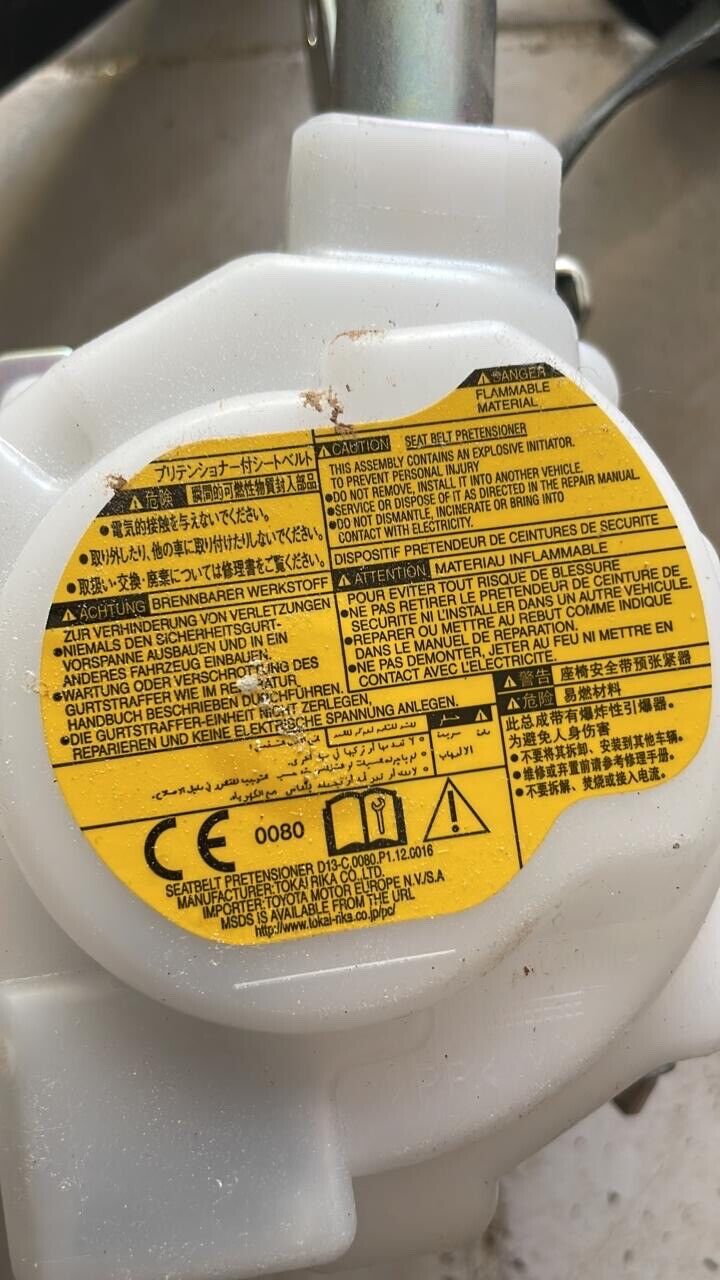 DANGER
FLAMMABLE
MATERIAL
プリテンショナー付シートベルト
危険 瞬間的可燃性物質封入部品
●電気的接触を与えないでください。
●取り外したり、他の車に取り付けたりしないでください。
●取扱い・交換・廃棄については修理書をご覧ください。
CAUTION SEAT BELT PRETENSIONER
THIS ASSEMBLY CONTAINS AN EXPLOSIVE INITIATOR.
TO PREVENT PERSONAL INJURY
●DO NOT REMOVE, INSTALL IT INTO ANOTHER VEHICLE.
●SERVICE OR DISPOSE OF IT AS DIRECTED IN THE REPAIR MANUAL
●DO NOT DISMANTLE, INCINERATE OR BRING INTO
CONTACT WITH ELECTRICITY.
DISPOSITIF PRETENDEUR DE CEINTURES DE SECURITE
ATTENTION MATERIAU INFLAMMABLE
POUR EVITER TOUT RISQUE DE BLESSURE
●NE PAS RETIRER LE PRETENDEUR DE CEINTURE DE
SECURITE NI L'INSTALLER DANS UN AUTRE VEHICULE.
●REPARER OU METTRE AU REBUT COMME INDIQUE
DANS LE MANUEL DE REPARATION.
●NE PAS DEMONTER, JETER AU FEU NI METTRE EN
CONTACT AVEC L'ELECTRICITE.
ACHTUNG BRENNBARER WERKSTOFF
ZUR VERHINDERUNG VON VERLETZUNGEN
●NIEMALS DEN SICHERHEITSGURT-
VORSPANNE AUSBAUEN UND IN EIN
ANDERES FAHRZEUG EINBAUEN.
●WARTUNG ODER VERSCHROTTUNG DES
GURTSTRAFFER WIE IM REPARATUR
HANDBUCH BESCHRIEBEN DURCHFÜHREN.
●DIE GURTSTRAFFER-EINHEIT NICHT ZERLEGEN,
REPARIEREN UND KEINE ELEKTRISCHE SPANNUNG ANLEGEN.
警告 座椅安全带预张紧器
危险 易燃材料
此总成带有爆炸性引爆器。
为避免人身伤害
●不要将其拆卸、安装到其他车辆。
●维修或弃置前请参考修理手册。
●不要拆解、焚烧或接入电流。
CE 0080
SEATBELT PRETENSIONER D13-C,0080.P1.12.0016
MANUFACTURER:TOKAI RIKA CO.,LTD.
IMPORTER:TOYOTA MOTOR EUROPE N.V./S.A
MSDS IS AVAILABLE FROM THE URL
http://www.tokai-rika.co.jp/pc/